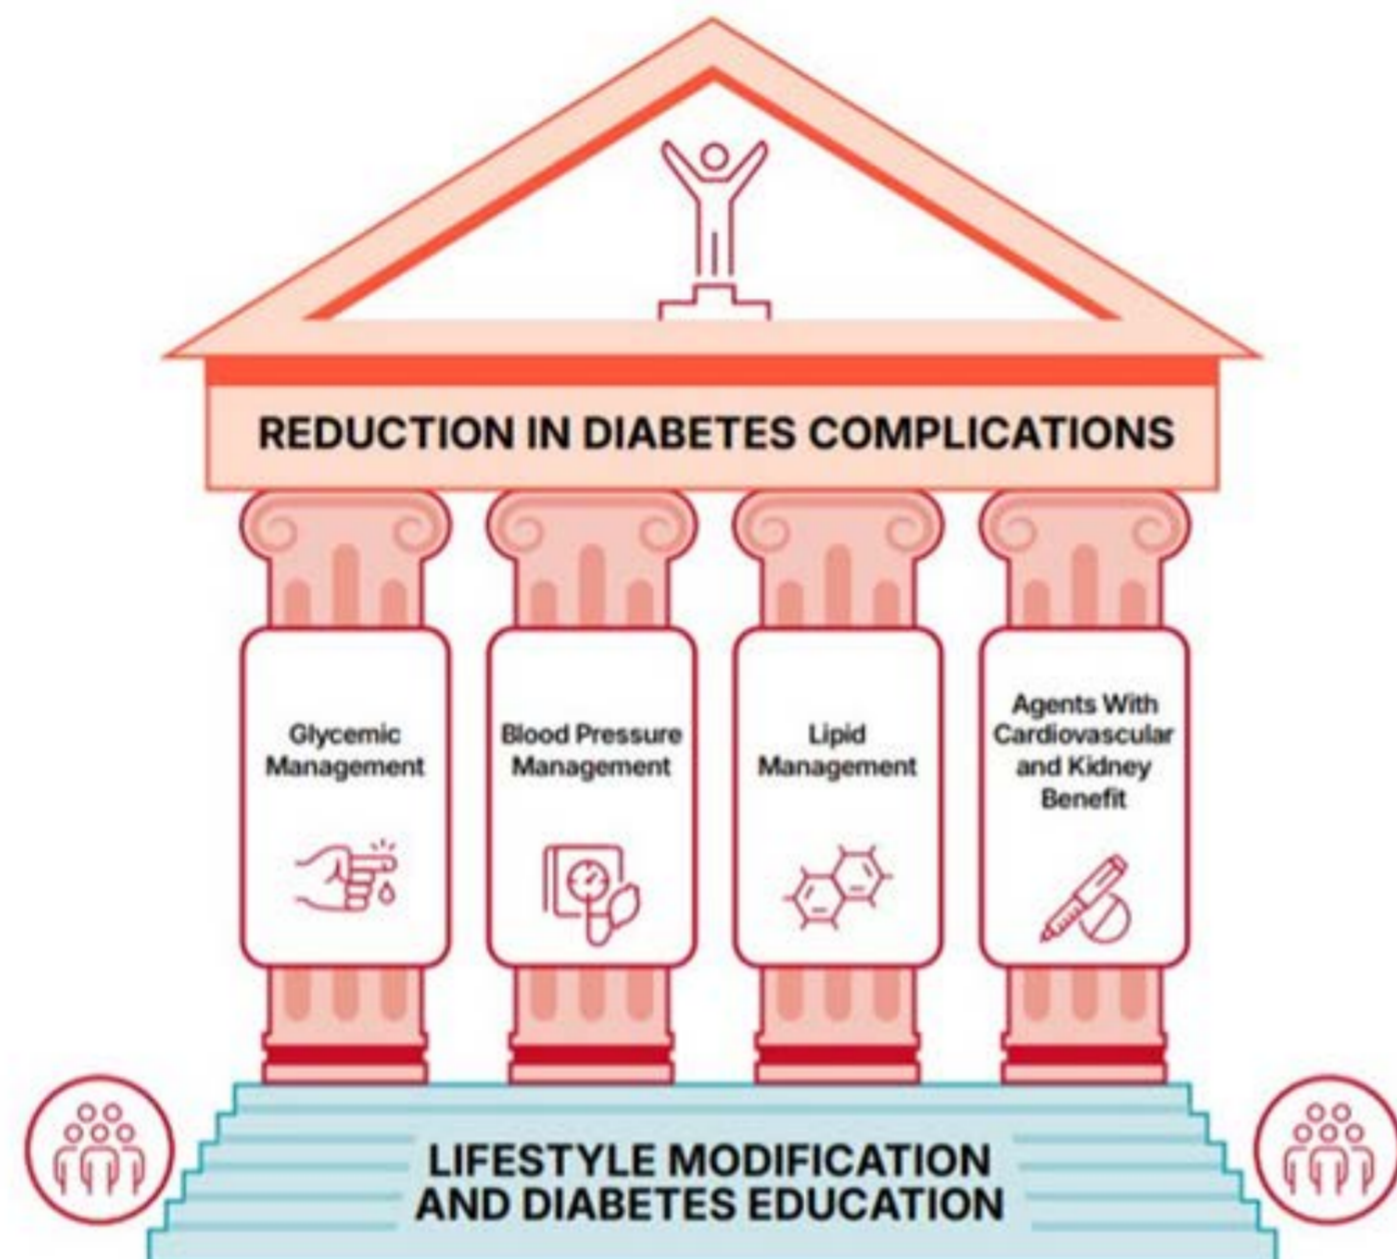 REDUCTION IN DIABETES COMPLICATIONS
Glycemic
Management
Blood Pressure
Management
Lipid
Management
Agents With
Cardiovascular
and Kidney
Benefit
LIFESTYLE MODIFICATION
AND DIABETES EDUCATION